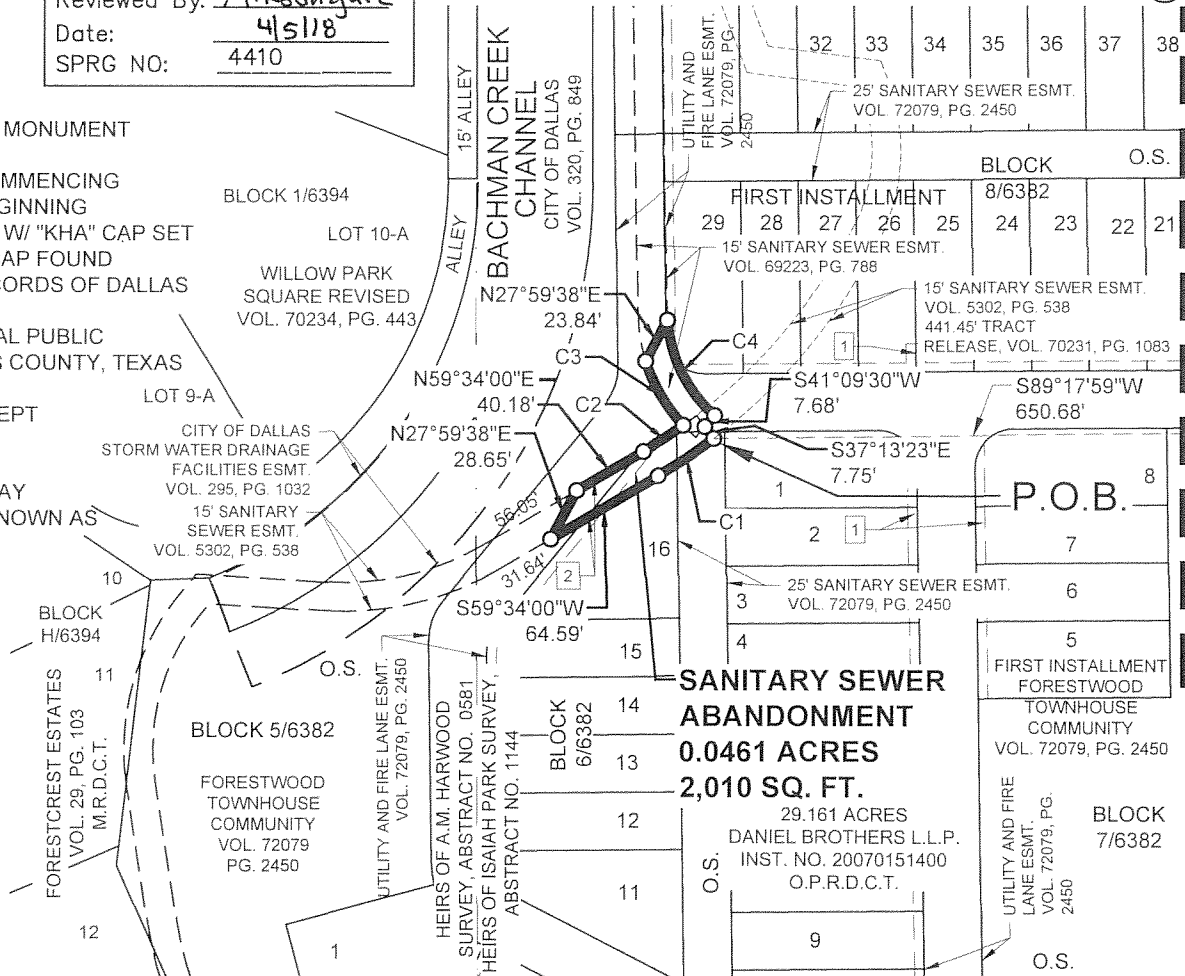 Reviewed By:
Date: 4/5/18
SPRG NO: 4410
MONUMENT
MMENCING
GINNING
W/ "KHA" CAP SET
AP FOUND
CORDS OF DALLAS
AL PUBLIC
S COUNTY, TEXAS
EPT
AY
NOWN AS
15' ALLEY
ALLEY
BLOCK 1/6394
LOT 10-A
WILLOW PARK
SQUARE REVISED
VOL. 70234, PG. 443
LOT 9-A
BACHMAN CREEK
CHANNEL
CITY OF DALLAS
VOL. 320, PG. 849
UTILITY AND
FIRE LANE ESMT.
VOL. 72079, PG.
2450
32 33 34 35 36 37 38
25' SANITARY SEWER ESMT.
VOL. 72079, PG. 2450
BLOCK
8/6382
O.S.
FIRST INSTALLMENT
29 28 27 26 25 24 23 22 21
15' SANITARY SEWER ESMT.
VOL. 69223, PG. 788
15' SANITARY SEWER ESMT.
VOL. 5302, PG. 538
441.45' TRACT
RELEASE, VOL. 70231, PG. 1083
1
N27°59'38"E
23.84'
C4
C3
N59°34'00"E
40.18'
C2
N27°59'38"E
28.65'
S41°09'30"W
7.68'
S89°17'59"W
650.68'
S37°13'23"E
7.75'
P.O.B.
C1
CITY OF DALLAS
STORM WATER DRAINAGE
FACILITIES ESMT.
VOL. 295, PG. 1032
15' SANITARY
SEWER ESMT.
VOL. 5302, PG. 538
56.05'
31.64'
2
S59°34'00"W
64.59'
16
1
2
1
8
7
25' SANITARY SEWER ESMT.
VOL. 72079, PG. 2450
3
4
6
5
10
BLOCK
H/6394
11
FORESTCREST ESTATES
VOL. 29, PG. 103
M.R.D.C.T.
12
O.S.
BLOCK 5/6382
FORESTWOOD
TOWNHOUSE
COMMUNITY
VOL. 72079
PG. 2450
1
UTILITY AND FIRE LANE ESMT.
VOL. 72079, PG. 2450
HEIRS OF A.M. HARWOOD
SURVEY, ABSTRACT NO. 0581
HEIRS OF ISAIAH PARK SURVEY,
ABSTRACT NO. 1144
BLOCK
6/6382
15
14
13
12
11
SANITARY SEWER
ABANDONMENT
0.0461 ACRES
2,010 SQ. FT.
29.161 ACRES
DANIEL BROTHERS L.L.P.
INST. NO. 20070151400
O.P.R.D.C.T.
O.S.
9
FIRST INSTALLMENT
FORESTWOOD
TOWNHOUSE
COMMUNITY
VOL. 72079, PG. 2450
UTILITY AND FIRE
LANE ESMT.
VOL. 72079, PG.
2450
BLOCK
7/6382
O.S.